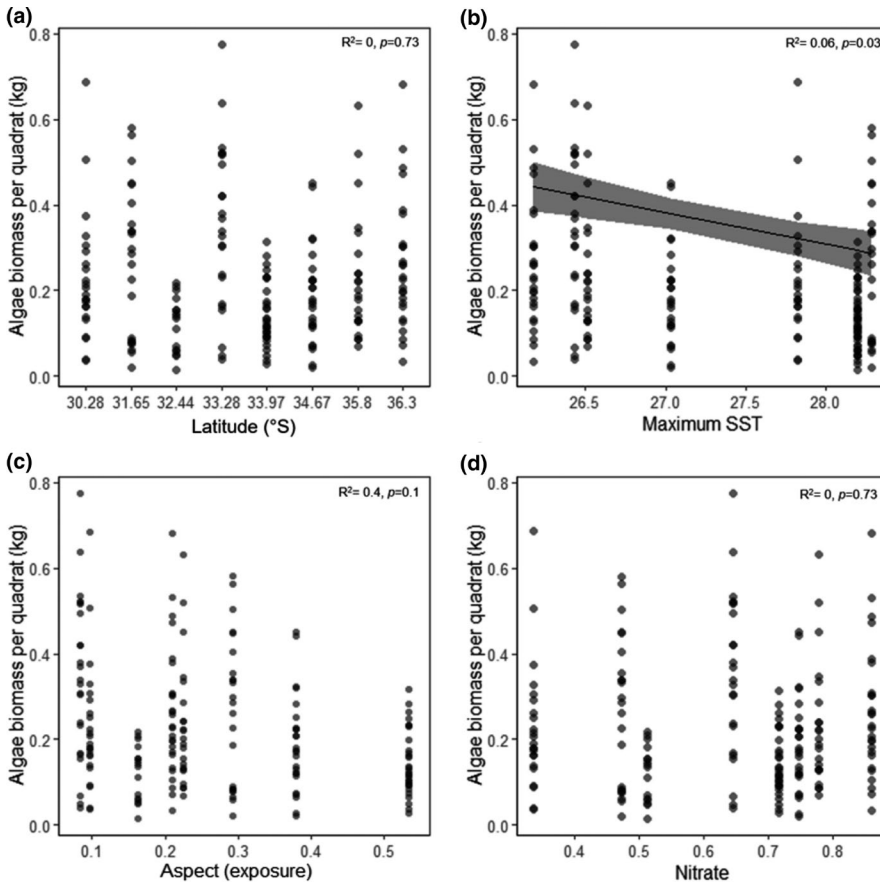 (a)
R²= 0, p=0.73
Algae biomass per quadrat (kg)
0.8
0.6
0.4
0.2
0.0
30.28 31.65 32.44 33.28 33.97 34.67 35.8 36.3
Latitude (°S)
(b)
R²= 0.06, p=0.03
Algae biomass per quadrat (kg)
0.8
0.6
0.4
0.2
0.0
26.5 27.0 27.5 28.0
Maximum SST
(c)
R²= 0.4, p=0.1
Algae biomass per quadrat (kg)
0.8
0.6
0.4
0.2
0.0
0.1 0.2 0.3 0.4 0.5
Aspect (exposure)
(d)
R²= 0, p=0.73
Algae biomass per quadrat (kg)
0.8
0.6
0.4
0.2
0.0
0.4 0.5 0.6 0.7 0.8
Nitrate